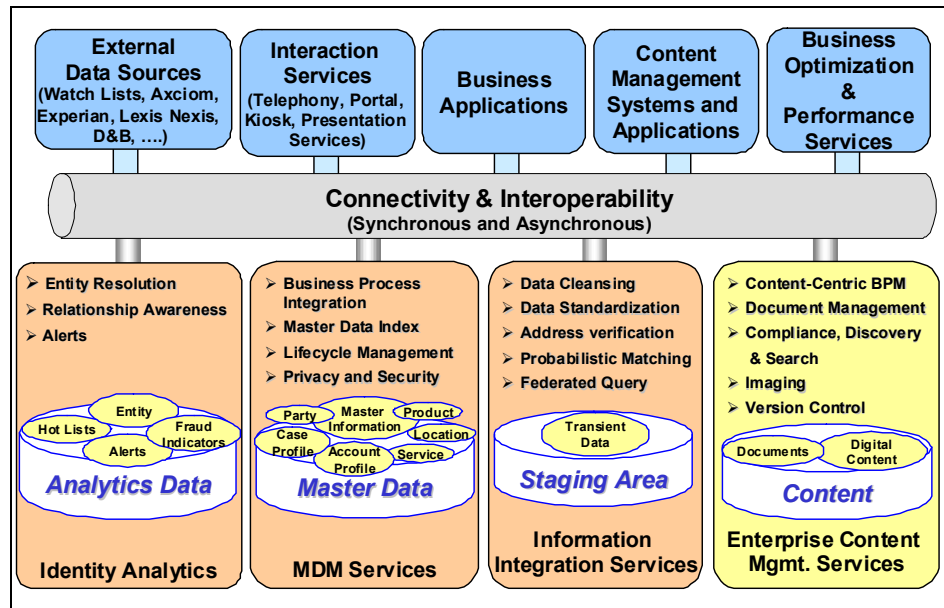 External
Data Sources
(Watch Lists, Axciom,
Experian, Lexis Nexis,
D&B, ....)
Interaction
Services
(Telephony, Portal,
Kiosk, Presentation
Services)
Business
Applications
Content
Management
Systems and
Applications
Business
Optimization
&
Performance
Services
Connectivity & Interoperability
(Synchronous and Asynchronous)
➢ Entity Resolution
➢ Relationship Awareness
➢ Alerts
Entity
Hot Lists
Fraud
Indicators
Alerts
Analytics Data
Identity Analytics
➢ Business Process
Integration
➢ Master Data Index
➢ Lifecycle Management
➢ Privacy and Security
Party
Master
Information
Product
Location
Case
Profile
Account
Profile
Service
Master Data
MDM Services
➢ Data Cleansing
➢ Data Standardization
➢ Address verification
➢ Probabilistic Matching
➢ Federated Query
Transient
Data
Staging Area
Information
Integration Services
➢ Content-Centric BPM
➢ Document Management
➢ Compliance, Discovery
& Search
➢ Imaging
➢ Version Control
Documents
Digital
Content
Content
Enterprise Content
Mgmt. Services